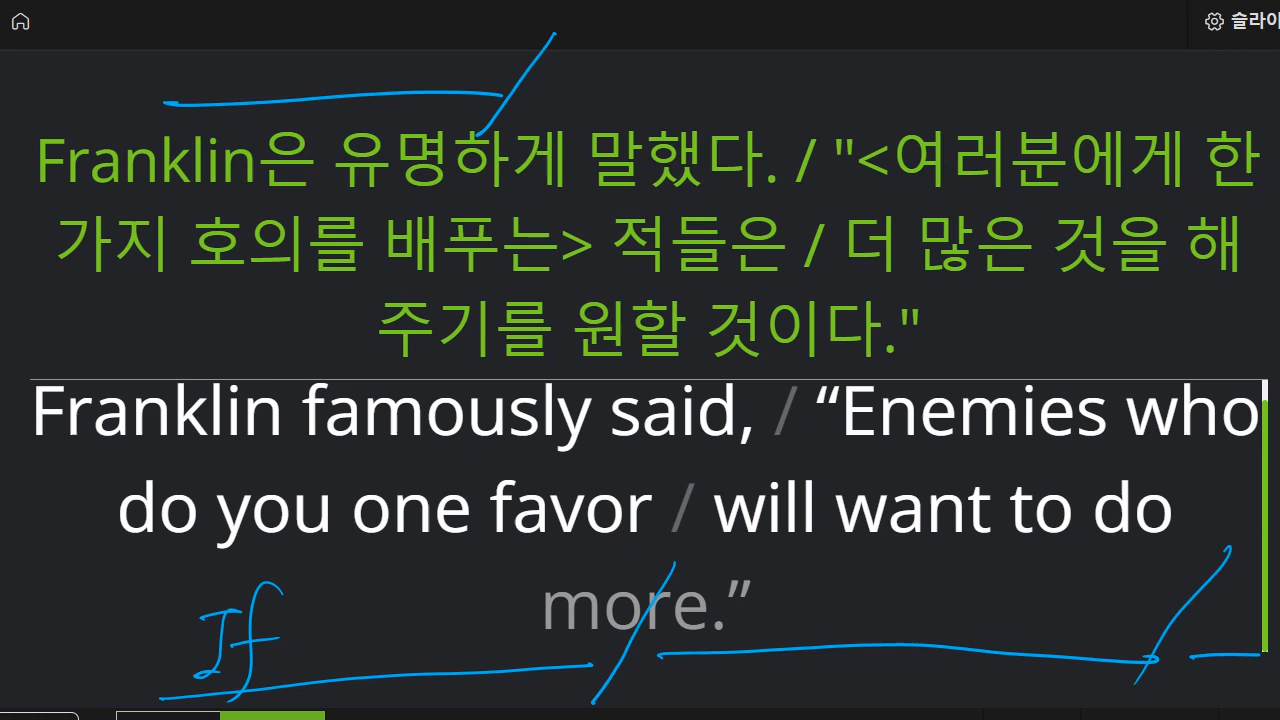 슬라이
Franklin은 유명하게 말했다. / "<여러분에게 한
가지 호의를 배푸는> 적들은 / 더 많은 것을 해
주기를 원할 것이다."
Franklin famously said, / “Enemies who
do you one favor / will want to do
more.”
If